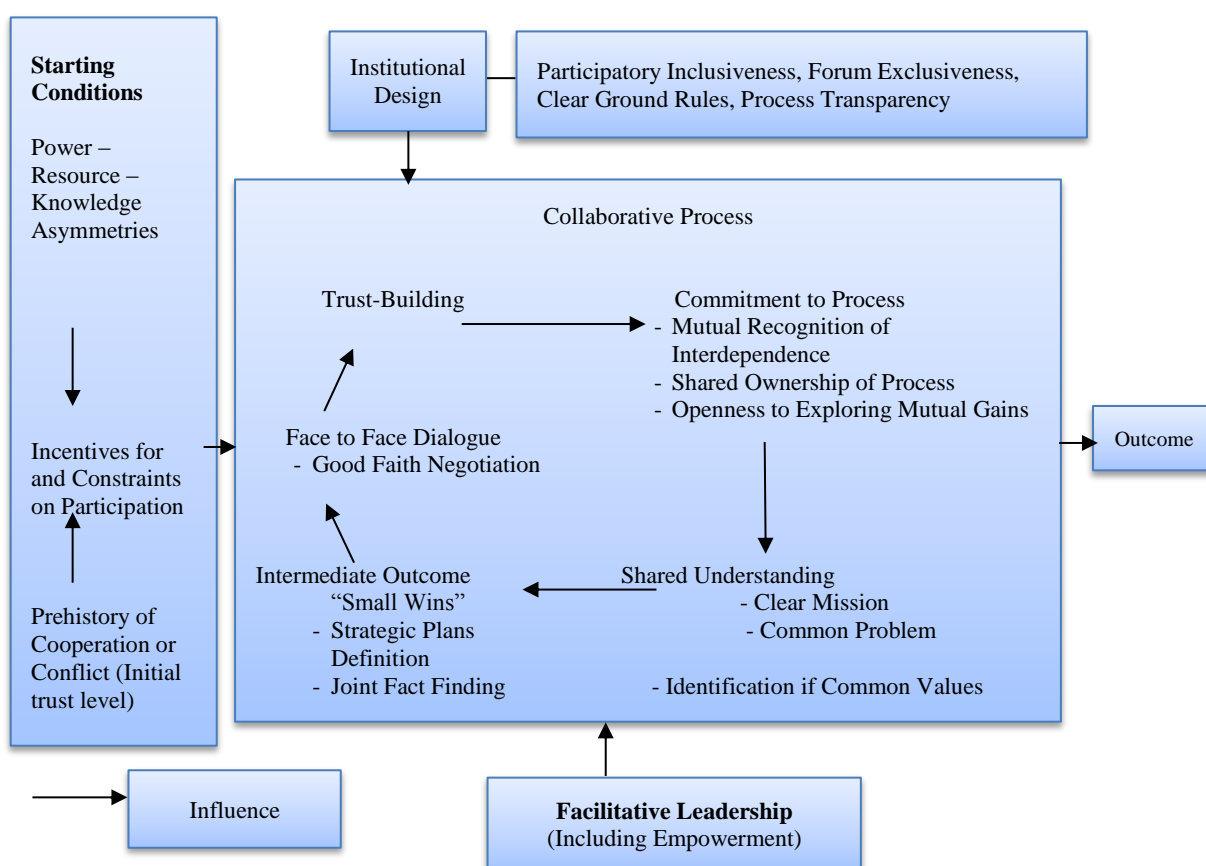 Starting
Conditions
Power –
Resource –
Knowledge
Asymmetries
Incentives for
and Constraints
on Participation
Prehistory of
Cooperation or
Conflict (Initial
trust level)
Institutional
Design
Participatory Inclusiveness, Forum Exclusiveness,
Clear Ground Rules, Process Transparency
Collaborative Process
Trust-Building
Commitment to Process
- Mutual Recognition of
Interdependence
- Shared Ownership of Process
- Openness to Exploring Mutual Gains
Face to Face Dialogue
- Good Faith Negotiation
Intermediate Outcome
“Small Wins”
- Strategic Plans
Definition
- Joint Fact Finding
Shared Understanding
- Clear Mission
- Common Problem
- Identification if Common Values
Outcome
Influence
Facilitative Leadership
(Including Empowerment)